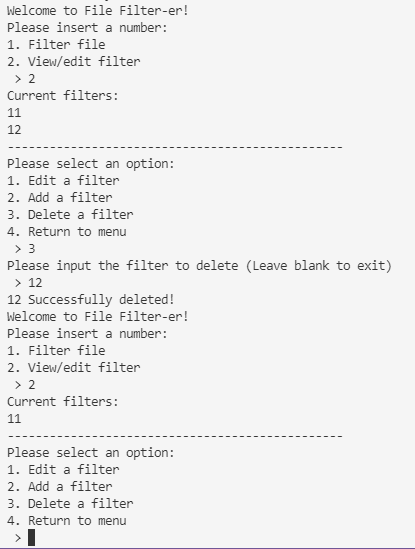 Welcome to File Filter-er!
Please insert a number:
1. Filter file
2. View/edit filter
 > 2
Current filters:
11
12
------------------------------------------------
Please select an option:
1. Edit a filter
2. Add a filter
3. Delete a filter
4. Return to menu
 > 3
Please input the filter to delete (Leave blank to exit)
 > 12
12 Successfully deleted!
Welcome to File Filter-er!
Please insert a number:
1. Filter file
2. View/edit filter
 > 2
Current filters:
11
------------------------------------------------
Please select an option:
1. Edit a filter
2. Add a filter
3. Delete a filter
4. Return to menu
 >